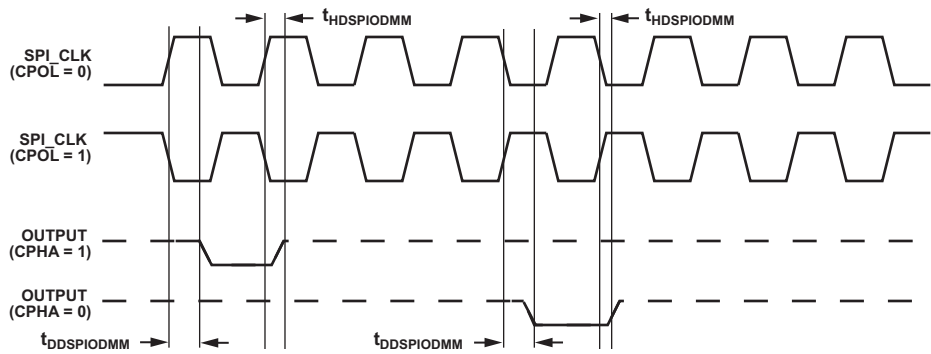 tHDSPIODMM
tHDSPIODMM
SPI_CLK
(CPOL = 0)
SPI_CLK
(CPOL = 1)
OUTPUT
(CPHA = 1)
OUTPUT
(CPHA = 0)
tDDSPIODMM
tDDSPIODMM